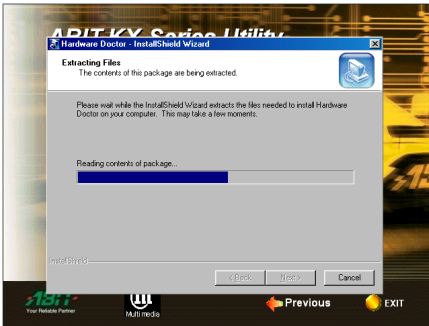 ABIT KX Series Utility
Hardware Doctor - InstallShield Wizard
Extracting Files
The contents of this package are being extracted.
Please wait while the InstallShield Wizard extracts the files needed to install Hardware
Doctor on your computer. This may take a few moments.
Reading contents of package...
InstallShield
< Back
Next >
Cancel
ABIT
Your Reliable Partner
Multi media
Previous
EXIT